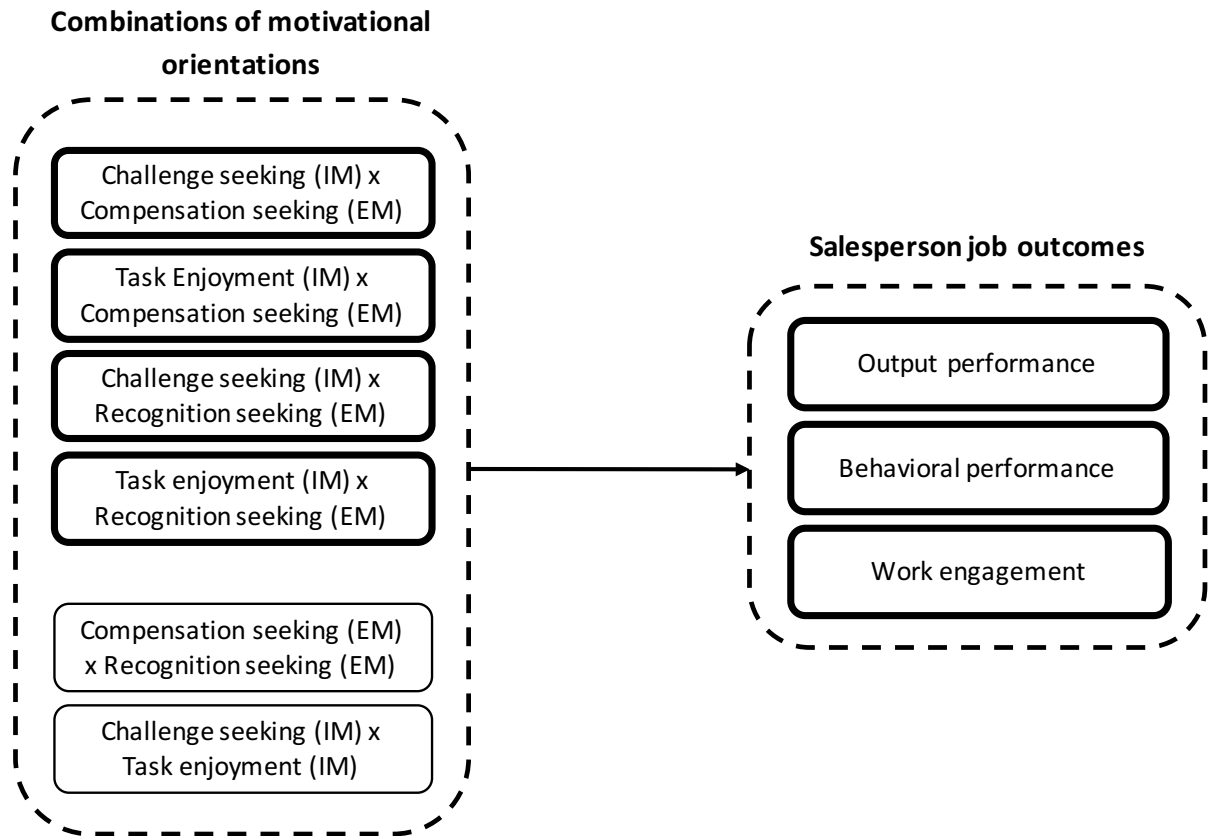 Combinations of motivational
orientations
Challenge seeking (IM) x
Compensation seeking (EM)
Task Enjoyment (IM) x
Compensation seeking (EM)
Challenge seeking (IM) x
Recognition seeking (EM)
Task enjoyment (IM) x
Recognition seeking (EM)
Compensation seeking (EM)
x Recognition seeking (EM)
Challenge seeking (IM) x
Task enjoyment (IM)
Salesperson job outcomes
Output performance
Behavioral performance
Work engagement